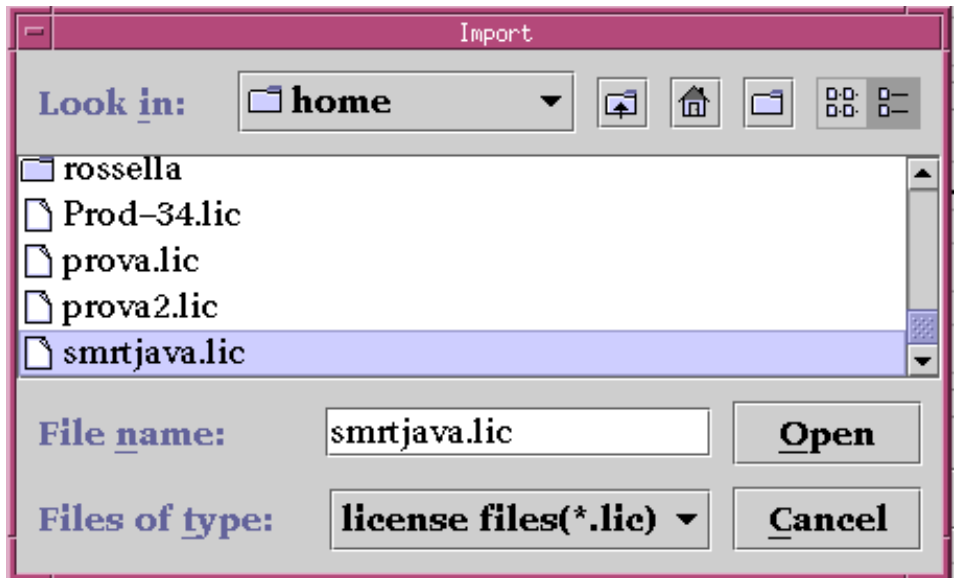 Import
Look in: home
rossella
Prod-34.lic
prova.lic
prova2.lic
smrtjava.lic
File name: smrtjava.lic Open
Files of type: license files(*.lic) Cancel